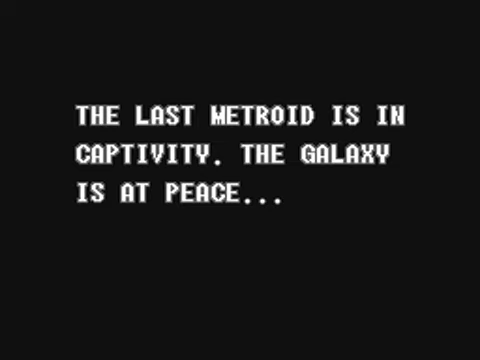 THE LAST METROID IS IN
CAPTIVITY. THE GALAXY
IS AT PEACE...